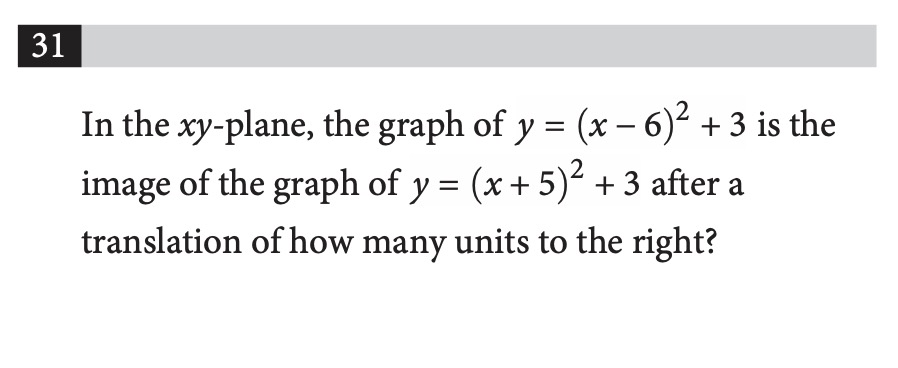 31
In the xy-plane, the graph of y = (x − 6)² + 3 is the
image of the graph of y = (x + 5)² + 3 after a
translation of how many units to the right?